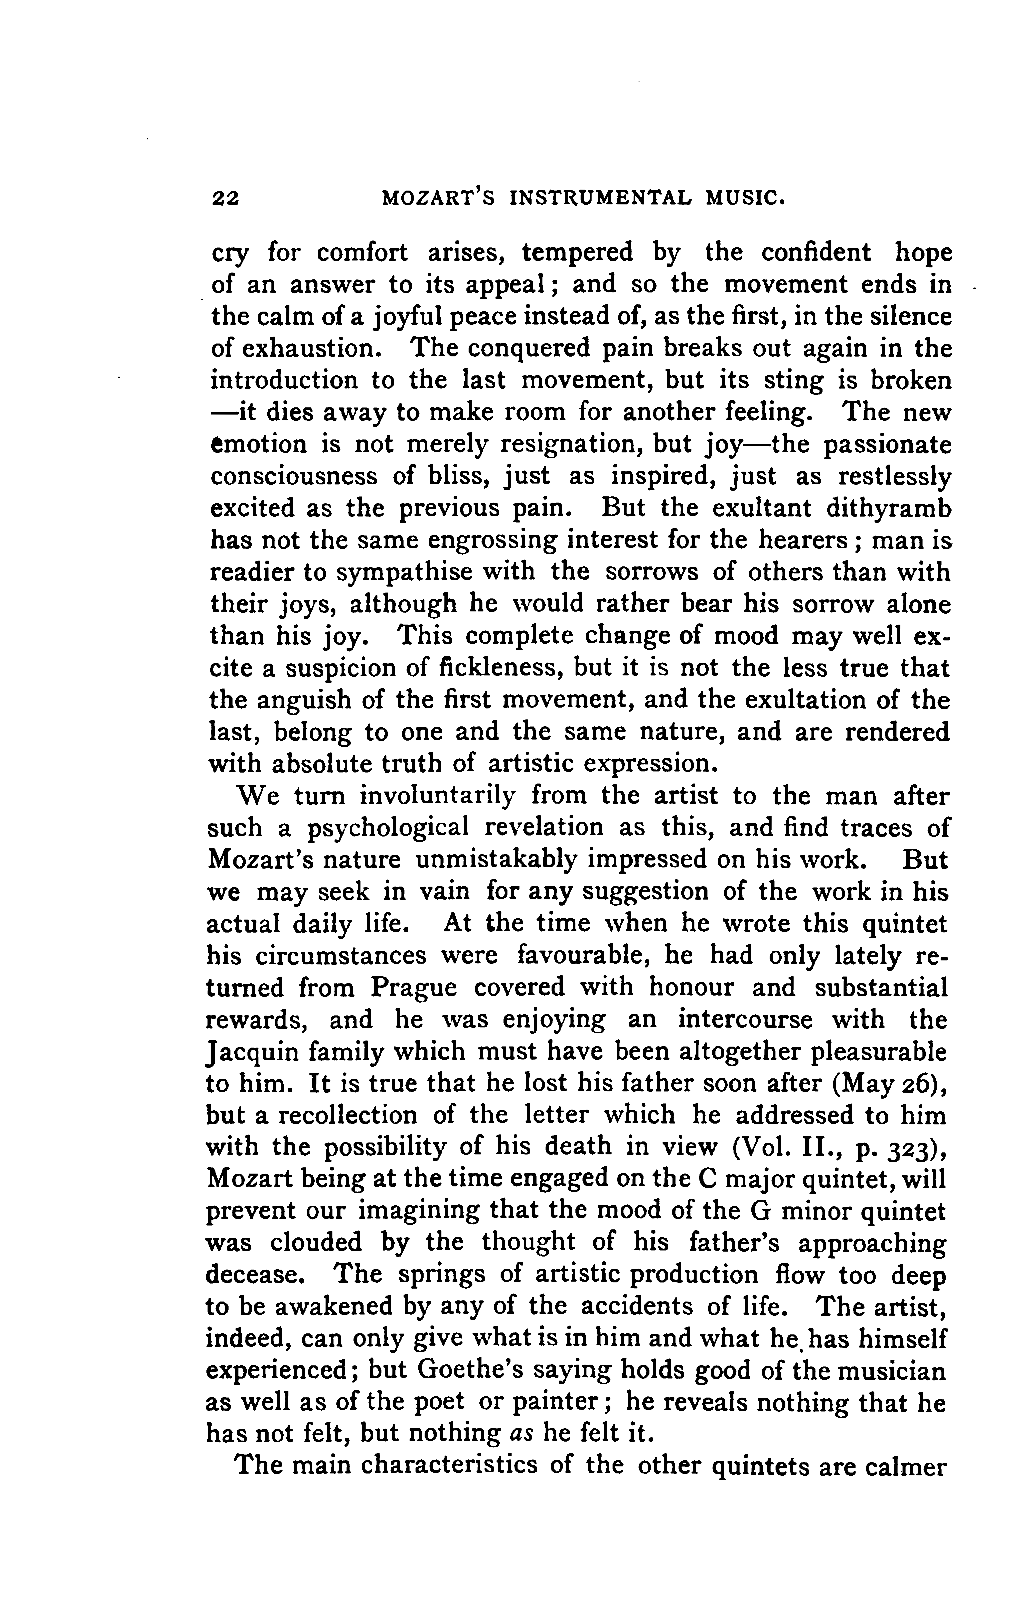 22 MOZART'S INSTRUMENTAL MUSIC.
cry for comfort arises, tempered by the confident hope
of an answer to its appeal; and so the movement ends in
the calm of a joyful peace instead of, as the first, in the silence
of exhaustion. The conquered pain breaks out again in the
introduction to the last movement, but its sting is broken
—it dies away to make room for another feeling. The new
emotion is not merely resignation, but joy—the passionate
consciousness of bliss, just as inspired, just as restlessly
excited as the previous pain. But the exultant dithyramb
has not the same engrossing interest for the hearers; man is
readier to sympathise with the sorrows of others than with
their joys, although he would rather bear his sorrow alone
than his joy. This complete change of mood may well ex-
cite a suspicion of fickleness, but it is not the less true that
the anguish of the first movement, and the exultation of the
last, belong to one and the same nature, and are rendered
with absolute truth of artistic expression.
We turn involuntarily from the artist to the man after
such a psychological revelation as this, and find traces of
Mozart's nature unmistakably impressed on his work. But
we may seek in vain for any suggestion of the work in his
actual daily life. At the time when he wrote this quintet
his circumstances were favourable, he had only lately re-
turned from Prague covered with honour and substantial
rewards, and he was enjoying an intercourse with the
Jacquin family which must have been altogether pleasurable
to him. It is true that he lost his father soon after (May 26),
but a recollection of the letter which he addressed to him
with the possibility of his death in view (Vol. II., p. 323),
Mozart being at the time engaged on the C major quintet, will
prevent our imagining that the mood of the G minor quintet
was clouded by the thought of his father's approaching
decease. The springs of artistic production flow too deep
to be awakened by any of the accidents of life. The artist,
indeed, can only give what is in him and what he has himself
experienced; but Goethe's saying holds good of the musician
as well as of the poet or painter; he reveals nothing that he
has not felt, but nothing as he felt it.
The main characteristics of the other quintets are calmer